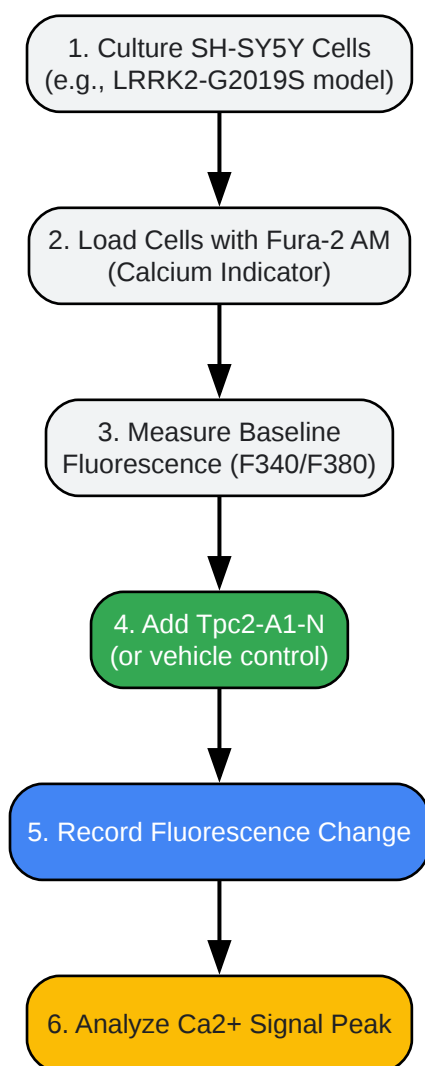 1. Culture SH-SY5Y Cells
(e.g., LRRK2-G2019S model)
2. Load Cells with Fura-2 AM
(Calcium Indicator)
3. Measure Baseline
Fluorescence (F340/F380)
4. Add Tpc2-A1-N
(or vehicle control)
5. Record Fluorescence Change
6. Analyze Ca2+ Signal Peak